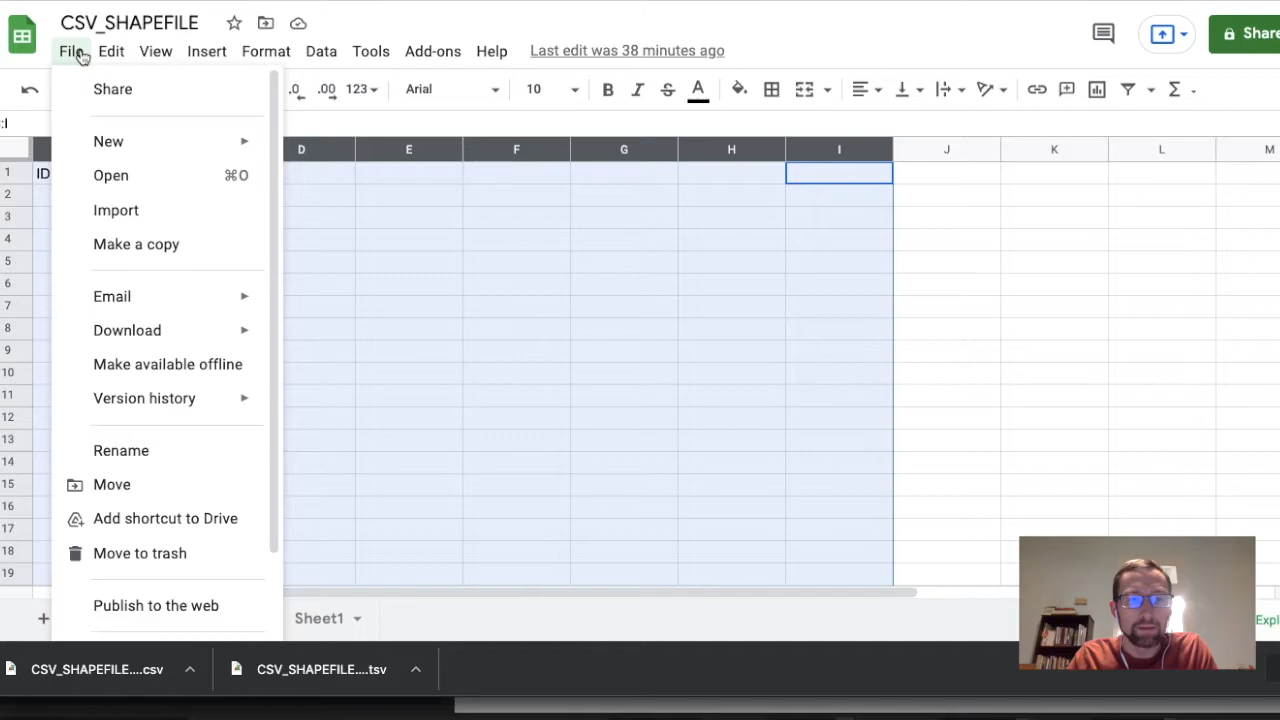 CSV_SHAPEFILE
File Edit View Insert Format Data Tools Add-ons Help Last edit was 38 minutes ago
Share
.0 .00 123 Arial 10 B I S A Σ
:I
D E F G H I J K L M
1 ID
2
3
4
5
6
7
8
9
10
11
12
13
14
15
16
17
18
19
Share
New
Open ⌘O
Import
Make a copy
Email
Download
Make available offline
Version history
Rename
Move
Add shortcut to Drive
Move to trash
Publish to the web
+ Sheet1
Expl
CSV_SHAPEFILE....csv
CSV_SHAPEFILE....tsv